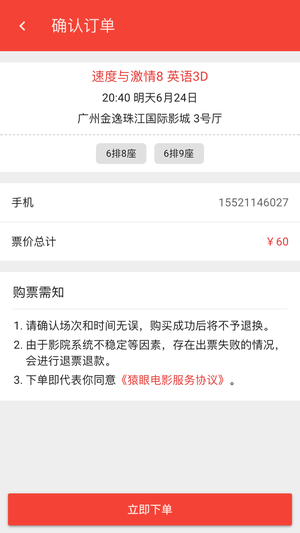 确认订单
速度与激情8 英语3D
20:40 明天6月24日
广州金逸珠江国际影城 3号厅
6排8座 6排9座
手机 15521146027
票价总计 ￥60
购票需知
1. 请确认场次和时间无误，购买成功后将不予退换。
2. 由于影院系统不稳定等因素，存在出票失败的情况，
会进行退票退款。
3. 下单即代表你同意《猿眼电影服务协议》。
立即下单